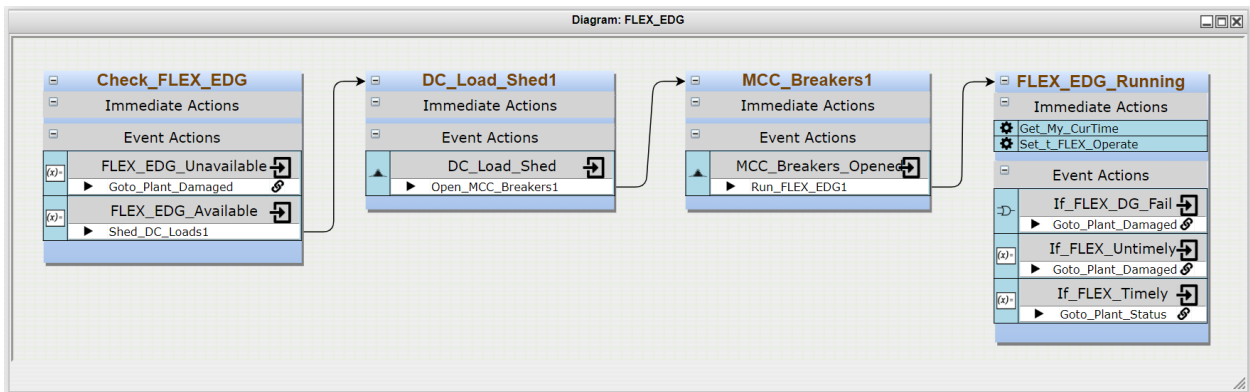 Diagram: FLEX_EDG
Check_FLEX_EDG
Immediate Actions
Event Actions
(x)=
FLEX_EDG_Unavailable
Goto_Plant_Damaged
(x)=
FLEX_EDG_Available
Shed_DC_Loads1
DC_Load_Shed1
Immediate Actions
Event Actions
DC_Load_Shed
Open_MCC_Breakers1
MCC_Breakers1
Immediate Actions
Event Actions
MCC_Breakers_Opened
Run_FLEX_EDG1
FLEX_EDG_Running
Immediate Actions
Get_My_CurTime
Set_t_FLEX_Operate
Event Actions
If_FLEX_DG_Fail
Goto_Plant_Damaged
(x)=
If_FLEX_Untimely
Goto_Plant_Damaged
(x)=
If_FLEX_Timely
Goto_Plant_Status